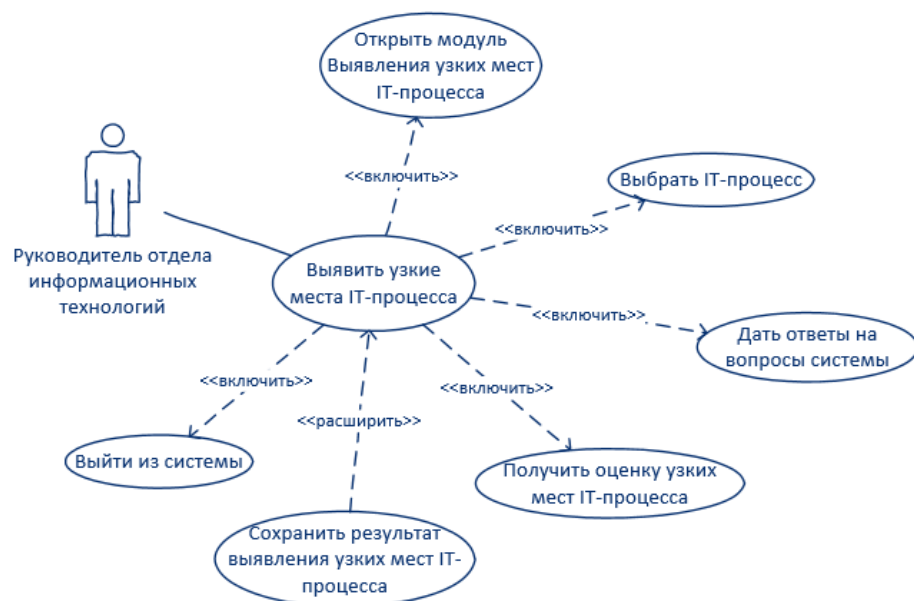 Открыть модуль
Выявления узких мест
IT-процесса
<<включить>>
Выбрать IT-процесс
<<включить>>
Руководитель отдела
информационных
технологий
Выявить узкие
места IT-процесса
<<включить>>
Дать ответы на
вопросы системы
<<включить>>
<<включить>>
<<расширить>>
Выйти из системы
Получить оценку узких
мест IT-процесса
Сохранить результат
выявления узких мест IT-
процесса